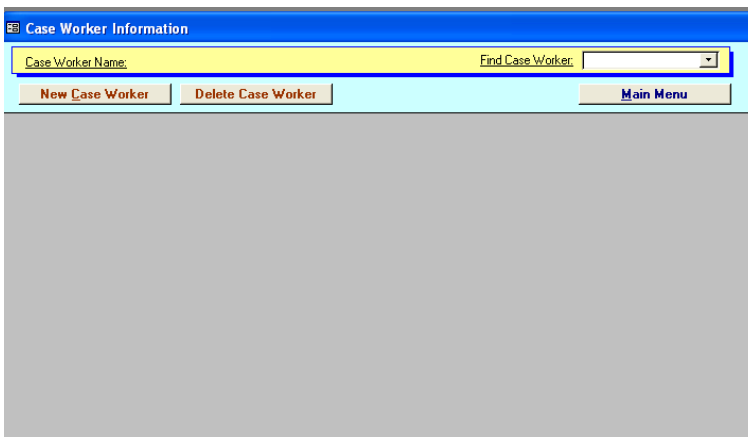 Case Worker Information
Case Worker Name: Find Case Worker:
New Case Worker Delete Case Worker Main Menu